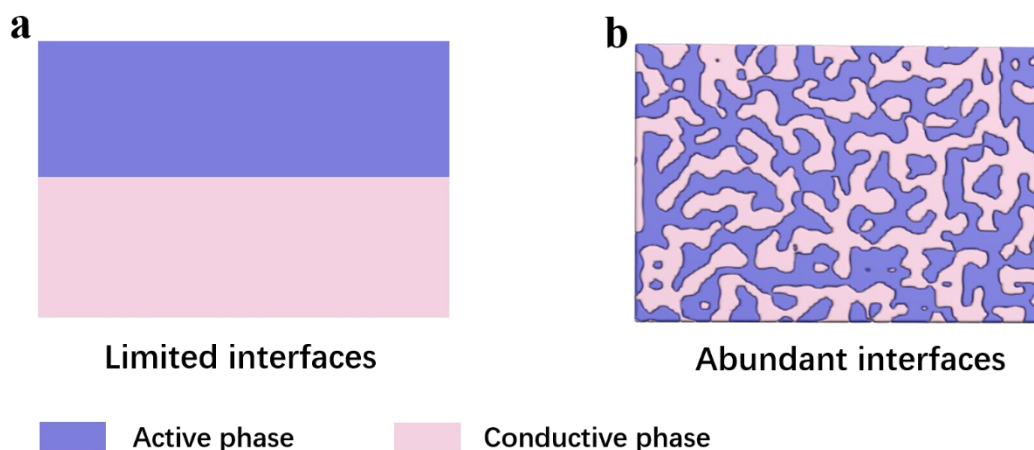 a
b
Limited interfaces
Abundant interfaces
Active phase
Conductive phase